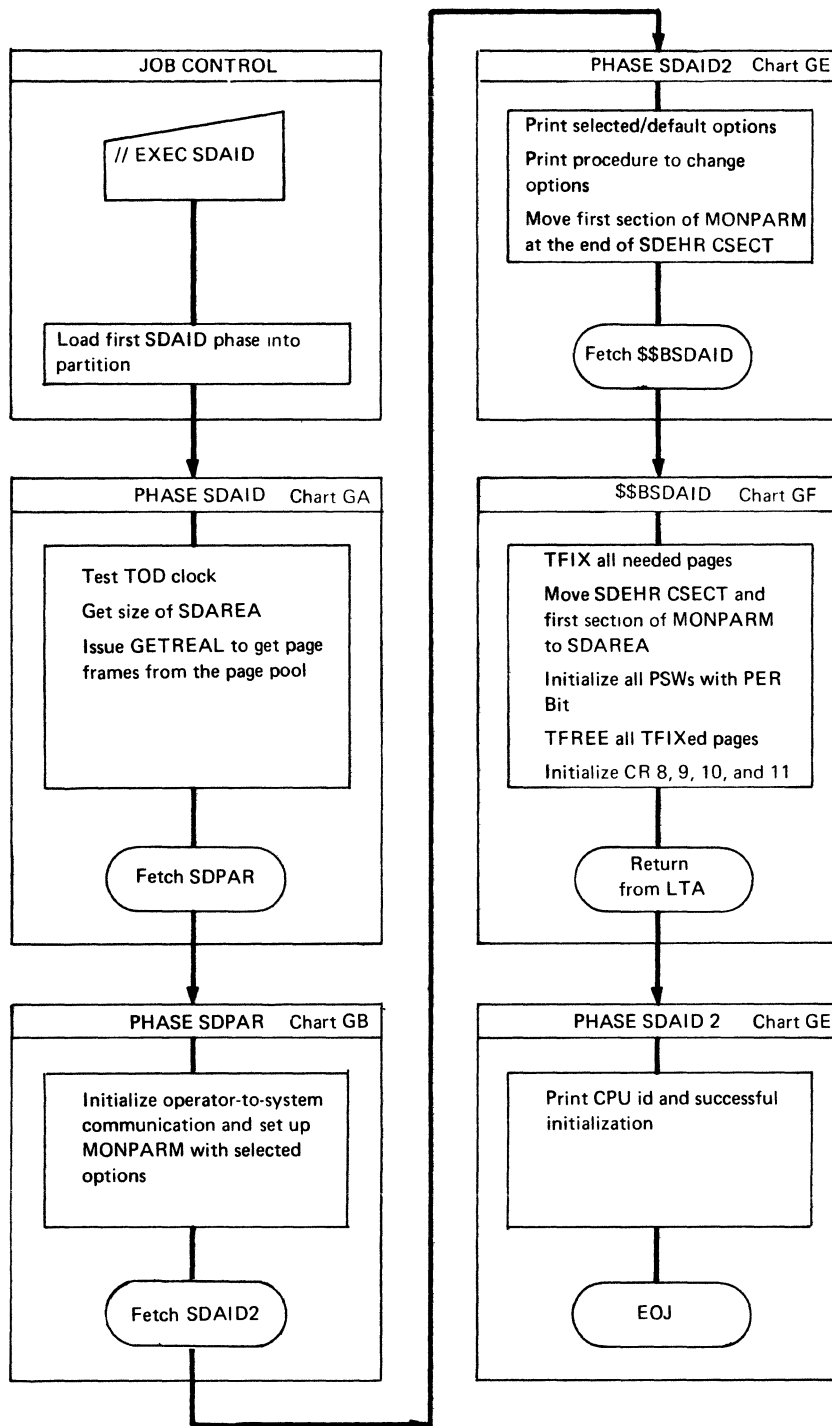 JOB CONTROL
// EXEC SDAID
Load first SDAID phase into
partition
PHASE SDAID Chart GA
Test TOD clock
Get size of SDAREA
Issue GETREAL to get page
frames from the page pool
Fetch SDPAR
PHASE SDPAR Chart GB
Initialize operator-to-system
communication and set up
MONPARM with selected
options
Fetch SDAID2
PHASE SDAID2 Chart GE
Print selected/default options
Print procedure to change
options
Move first section of MONPARM
at the end of SDEHR CSECT
Fetch $$BSDAID
$$BSDAID Chart GF
TFIX all needed pages
Move SDEHR CSECT and
first section of MONPARM
to SDAREA
Initialize all PSWs with PER
Bit
TFREE all TFIXed pages
Initialize CR 8, 9, 10, and 11
Return
from LTA
PHASE SDAID 2 Chart GE
Print CPU id and successful
initialization
EOJ